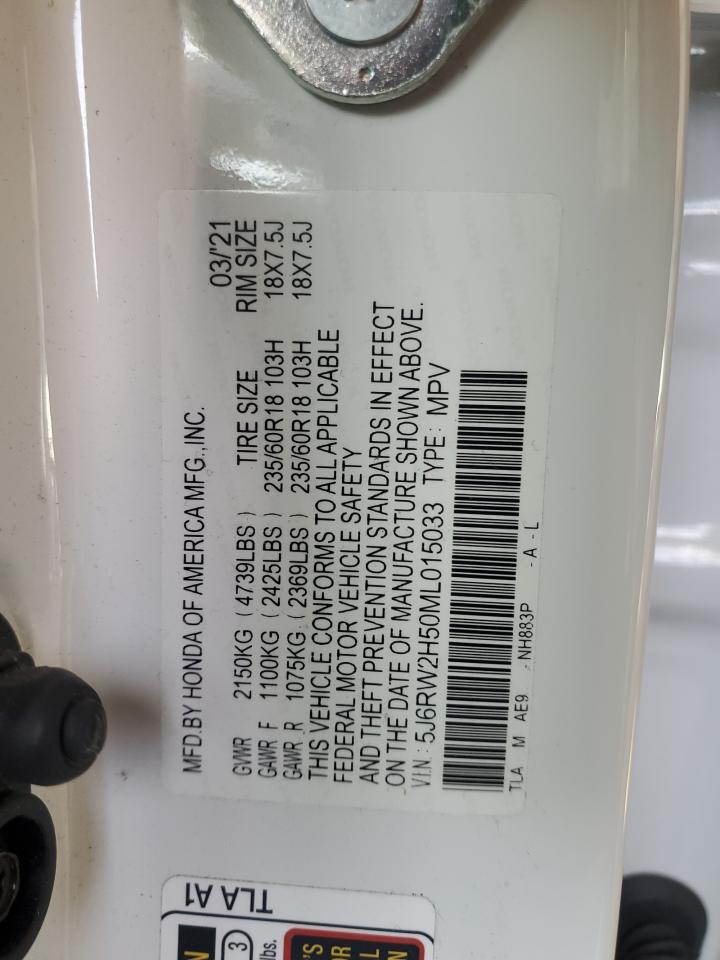 MFD.BY HONDA OF AMERICA MFG.,INC. 03/'21
GVWR 2150KG ( 4739LBS ) TIRE SIZE RIM SIZE
GAWR F 1100KG ( 2425LBS ) 235/60R18 103H 18X7.5J
GAWR R 1075KG ( 2369LBS ) 235/60R18 103H 18X7.5J
THIS VEHICLE CONFORMS TO ALL APPLICABLE
FEDERAL MOTOR VEHICLE SAFETY
AND THEFT PREVENTION STANDARDS IN EFFECT
ON THE DATE OF MANUFACTURE SHOWN ABOVE.
V.I.N.: 5J6RW2H50ML015033 TYPE: MPV
TLA M AE9 - NH883P - A - L
TLA A1
N
3
lbs.
'S
OR
L
N